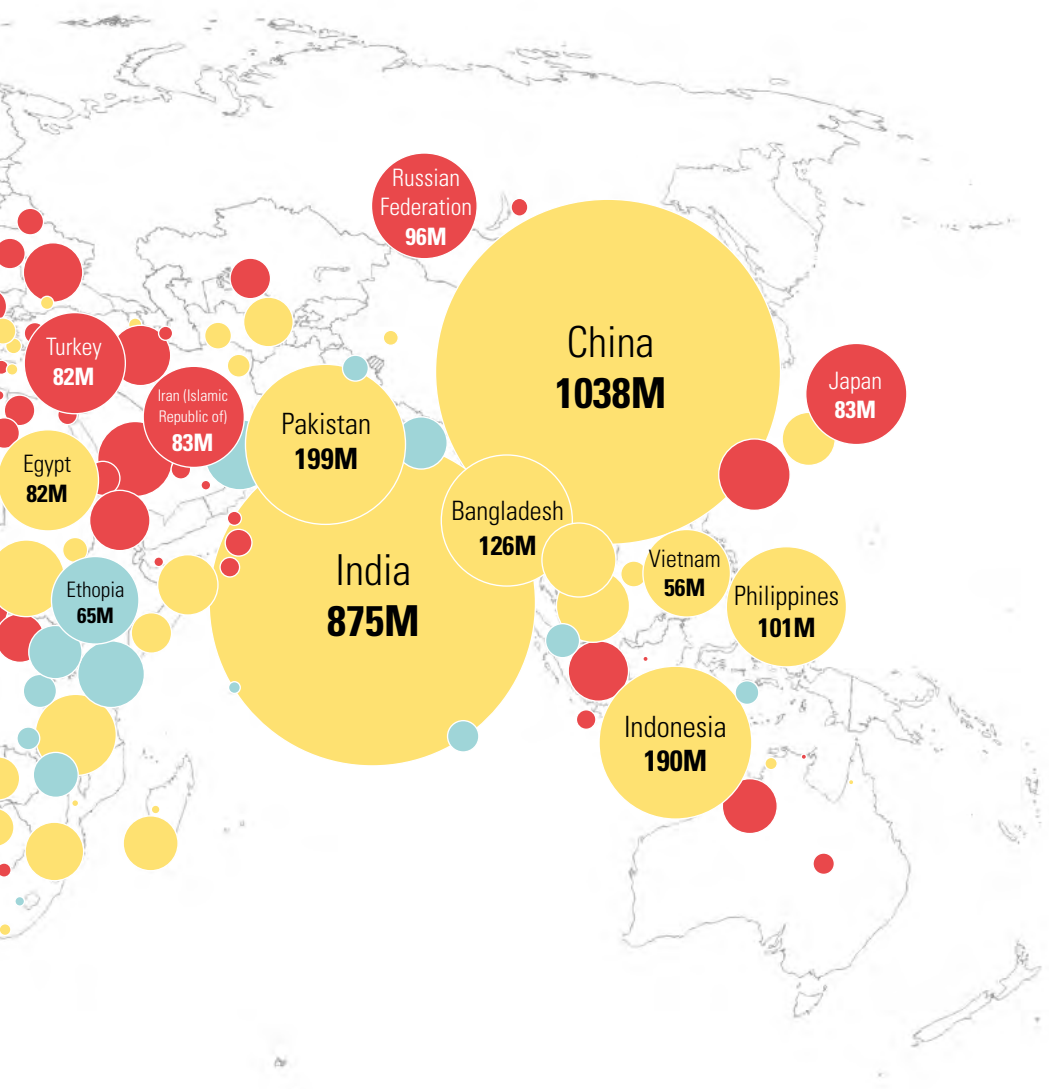 Russian
Federation
96M
China
1038M
Turkey
82M
Iran (Islamic
Republic of)
83M
Japan
83M
Pakistan
199M
Egypt
82M
Bangladesh
126M
India
875M
Vietnam
56M
Ethopia
65M
Philippines
101M
Indonesia
190M